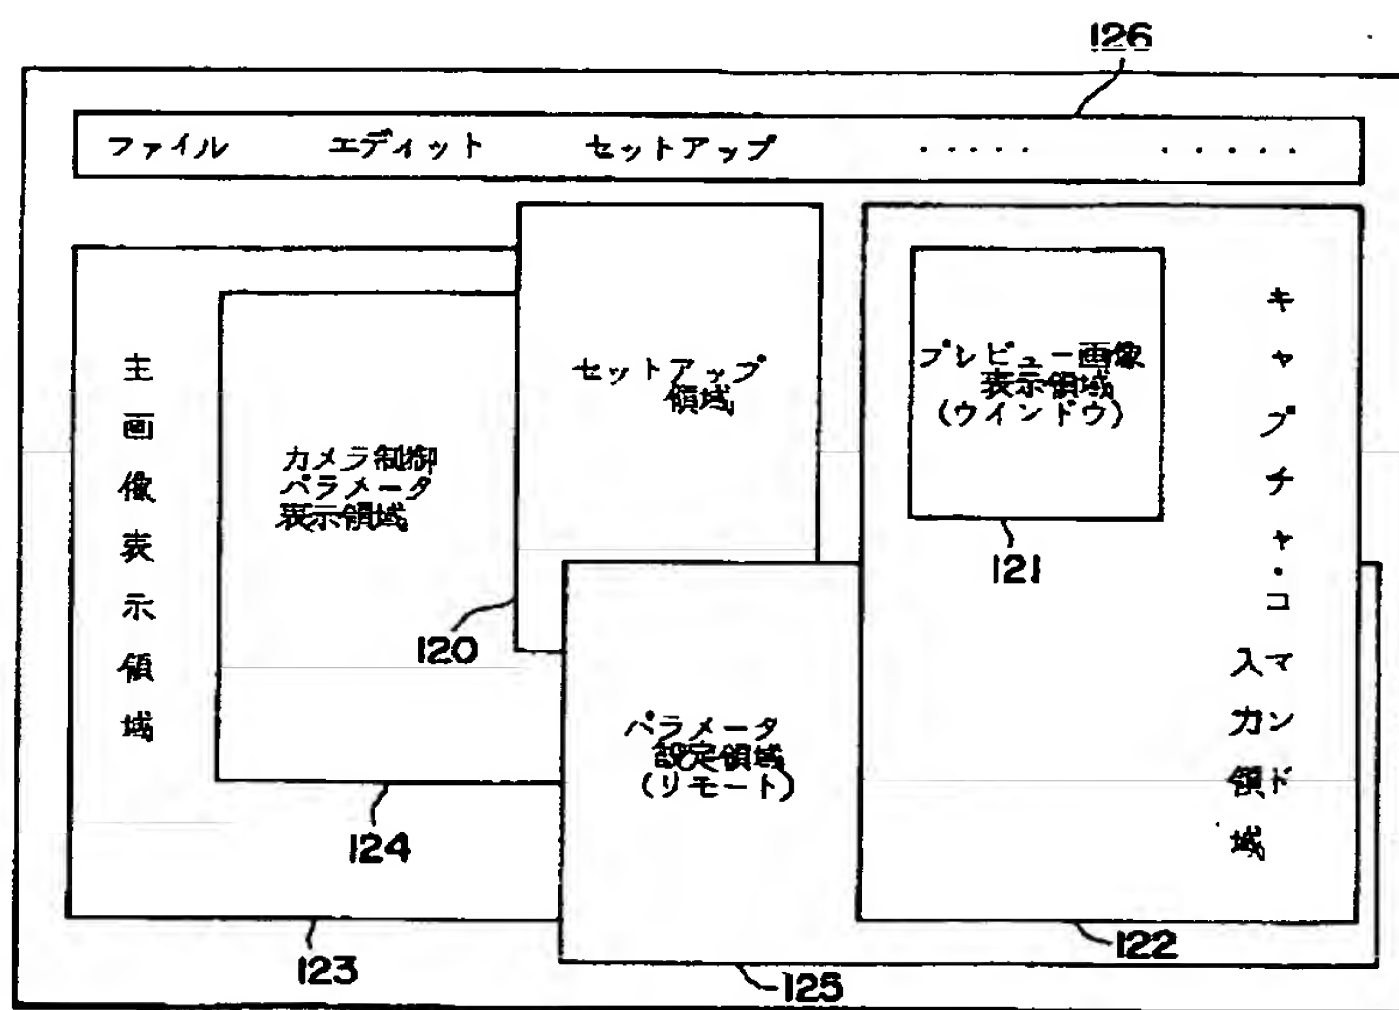 126
ファイル エディット セットアップ ・・・・・ ・・・・・
主画像表示領域
カメラ制御
パラメータ
表示領域
セットアップ
領域
プレビュー画像
表示領域
(ウインドウ)
121
キャプチャ・コマンド
入力領域
120
パラメータ
設定領域
(リモート)
124
123
122
125